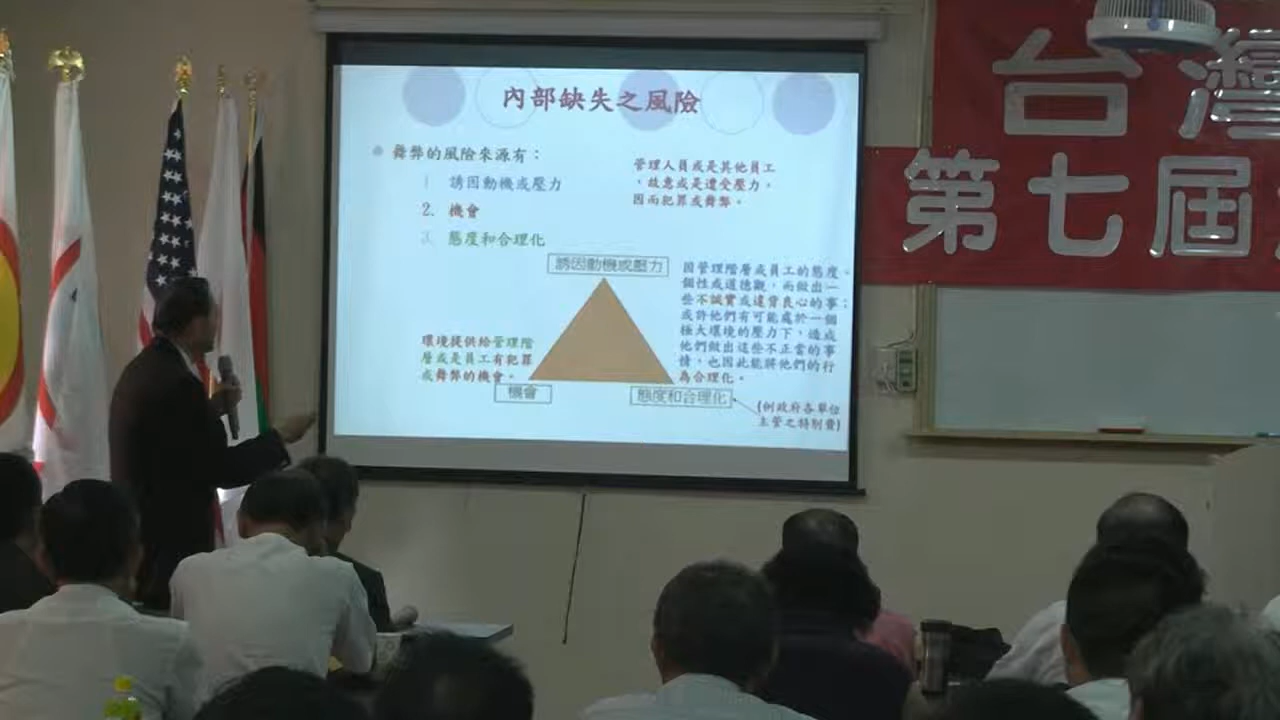 內部缺失之風險
舞弊的風險來源有：
1 誘因動機或壓力
2. 機會
3. 態度和合理化
管理人員或是其他員工
，故意或是遭受壓力，
因而犯罪或舞弊。
誘因動機或壓力
因管理階層或員工的態度、
個性或道德觀，而做出一
些不誠實或違背良心的事；
或許他們有可能處於一個
極大環境的壓力下，造成
他們做出這些不正當的事
情，也因此能將他們的行
為合理化。
環境提供給管理階
層或是員工有犯罪
或舞弊的機會。
機會
態度和合理化
(例政府各單位
主管之特別費)
台灣
第七屆